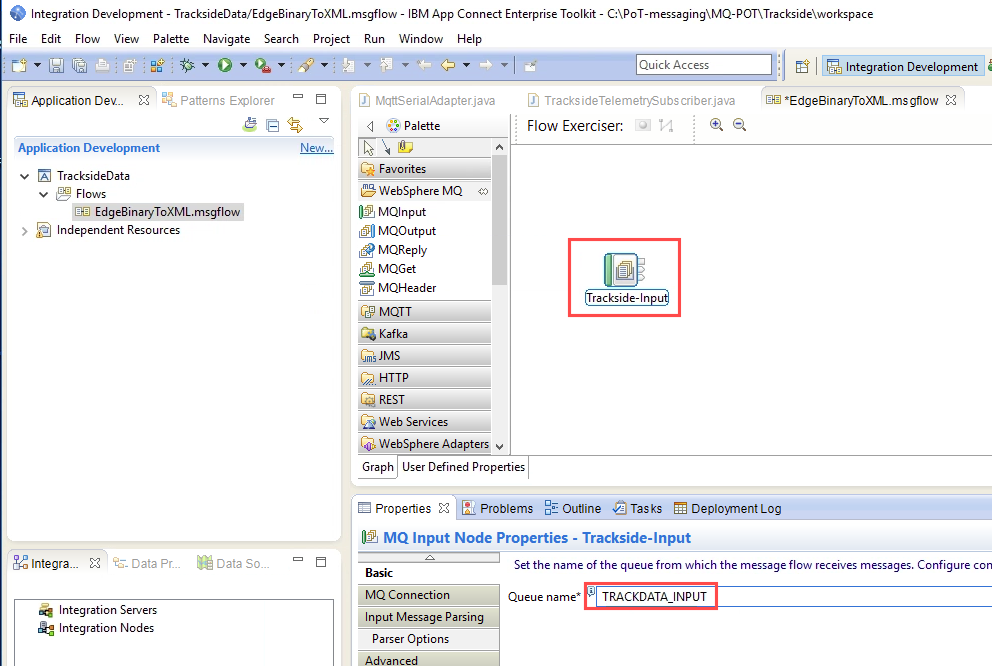 Integration Development - TracksideData/EdgeBinaryToXML.msgflow - IBM App Connect Enterprise Toolkit - C:\PoT-messaging\MQ-POT\Trackside\workspace
File Edit Flow View Palette Navigate Search Project Run Window Help
Quick Access
Integration Development
Application Dev...
Patterns Explorer
Application Development
New...
TracksideData
Flows
EdgeBinaryToXML.msgflow
Independent Resources
MqttSerialAdapter.java
TracksideTelemetrySubscriber.java
*EdgeBinaryToXML.msgflow
Palette
Flow Exerciser:
Favorites
WebSphere MQ
MQInput
MQOutput
MQReply
MQGet
MQHeader
MQTT
Kafka
JMS
HTTP
REST
Web Services
WebSphere Adapters
Trackside-Input
Graph
User Defined Properties
Integra...
Data Pr...
Data So...
Integration Servers
Integration Nodes
Properties
Problems
Outline
Tasks
Deployment Log
MQ Input Node Properties - Trackside-Input
Basic
MQ Connection
Input Message Parsing
Parser Options
Advanced
Set the name of the queue from which the message flow receives messages. Configure con
Queue name*
TRACKDATA_INPUT